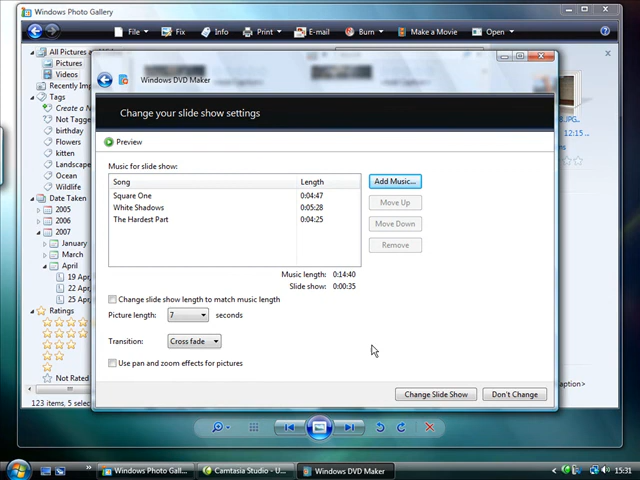 Windows Photo Gallery
File
Fix
Info
Print
E-mail
Burn
Make a Movie
Open
All Pictures
Pictures
Videos
Recently Imp
Tags
Create a N
Not Tagge
birthday
Flowers
kitten
Landscape
Ocean
Wildlife
Date Taken
2005
2006
2007
January
March
April
19 Apr,
22 Apr,
25 Apr,
Ratings
Not Rated
123 items, 5 selec
Windows DVD Maker
Change your slide show settings
Preview
Music for slide show:
Song Length
Square One 0:04:47
White Shadows 0:05:28
The Hardest Part 0:04:25
Add Music...
Move Up
Move Down
Remove
Music length: 0:14:40
Slide show: 0:00:35
Change slide show length to match music length
Picture length: 7 seconds
Transition: Cross fade
Use pan and zoom effects for pictures
Change Slide Show Don't Change
.JPG..
12:15 ...
aption>
Windows Photo Gall...
Camtasia Studio - U...
Windows DVD Maker
15:31